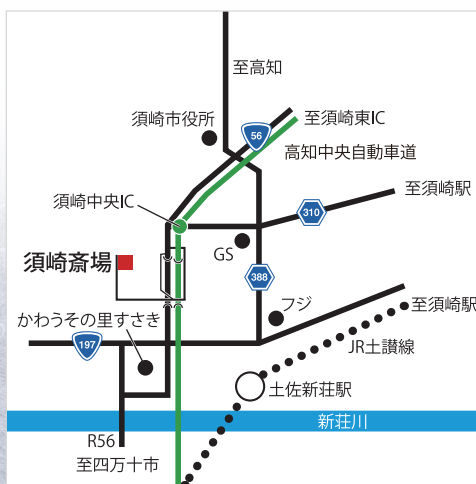 至高知
須崎市役所
56
至須崎東IC
高知中央自動車道
至須崎駅
須崎中央IC
310
GS
須崎斎場
388
フジ
至須崎駅
かわうその里すさき
197
JR土讃線
土佐新荘駅
新荘川
R56
至四万十市